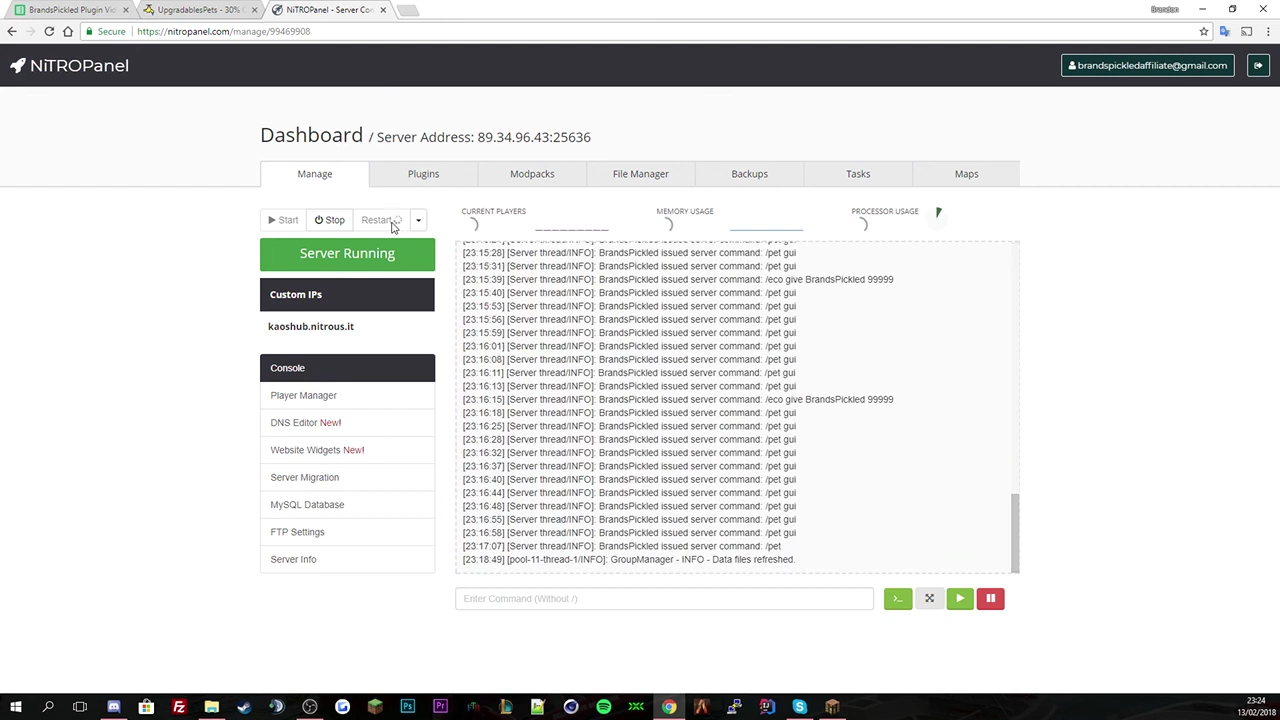 BrandsPickled Plugin Vi
UpgradablesPets - 30%
NiTROPanel - Server Con
Brandon
Secure
https://nitropanel.com/manage/99469908
NiTROPanel
brandspickledaffiliate@gmail.com
Dashboard / Server Address: 89.34.96.43:25636
Manage
Plugins
Modpacks
File Manager
Backups
Tasks
Maps
Start
Stop
Restart
CURRENT PLAYERS
MEMORY USAGE
PROCESSOR USAGE
Server Running
Custom IPs
kaoshub.nitrous.it
Console
Player Manager
DNS Editor New!
Website Widgets New!
Server Migration
MySQL Database
FTP Settings
Server Info
[23:15:28] [Server thread/INFO]: BrandsPickled issued server command: /pet gui
[23:15:31] [Server thread/INFO]: BrandsPickled issued server command: /pet gui
[23:15:39] [Server thread/INFO]: BrandsPickled issued server command: /eco give BrandsPickled 99999
[23:15:40] [Server thread/INFO]: BrandsPickled issued server command: /pet gui
[23:15:53] [Server thread/INFO]: BrandsPickled issued server command: /pet gui
[23:15:56] [Server thread/INFO]: BrandsPickled issued server command: /pet gui
[23:15:59] [Server thread/INFO]: BrandsPickled issued server command: /pet gui
[23:16:01] [Server thread/INFO]: BrandsPickled issued server command: /pet gui
[23:16:08] [Server thread/INFO]: BrandsPickled issued server command: /pet gui
[23:16:11] [Server thread/INFO]: BrandsPickled issued server command: /pet gui
[23:16:13] [Server thread/INFO]: BrandsPickled issued server command: /pet gui
[23:16:15] [Server thread/INFO]: BrandsPickled issued server command: /eco give BrandsPickled 99999
[23:16:18] [Server thread/INFO]: BrandsPickled issued server command: /pet gui
[23:16:25] [Server thread/INFO]: BrandsPickled issued server command: /pet gui
[23:16:28] [Server thread/INFO]: BrandsPickled issued server command: /pet gui
[23:16:32] [Server thread/INFO]: BrandsPickled issued server command: /pet gui
[23:16:37] [Server thread/INFO]: BrandsPickled issued server command: /pet gui
[23:16:40] [Server thread/INFO]: BrandsPickled issued server command: /pet gui
[23:16:44] [Server thread/INFO]: BrandsPickled issued server command: /pet gui
[23:16:48] [Server thread/INFO]: BrandsPickled issued server command: /pet gui
[23:16:55] [Server thread/INFO]: BrandsPickled issued server command: /pet gui
[23:16:58] [Server thread/INFO]: BrandsPickled issued server command: /pet gui
[23:17:07] [Server thread/INFO]: BrandsPickled issued server command: /pet
[23:18:49] [pool-11-thread-1/INFO]: GroupManager - INFO - Data files refreshed.
Enter Command (Without /)
23:24
13/02/2018